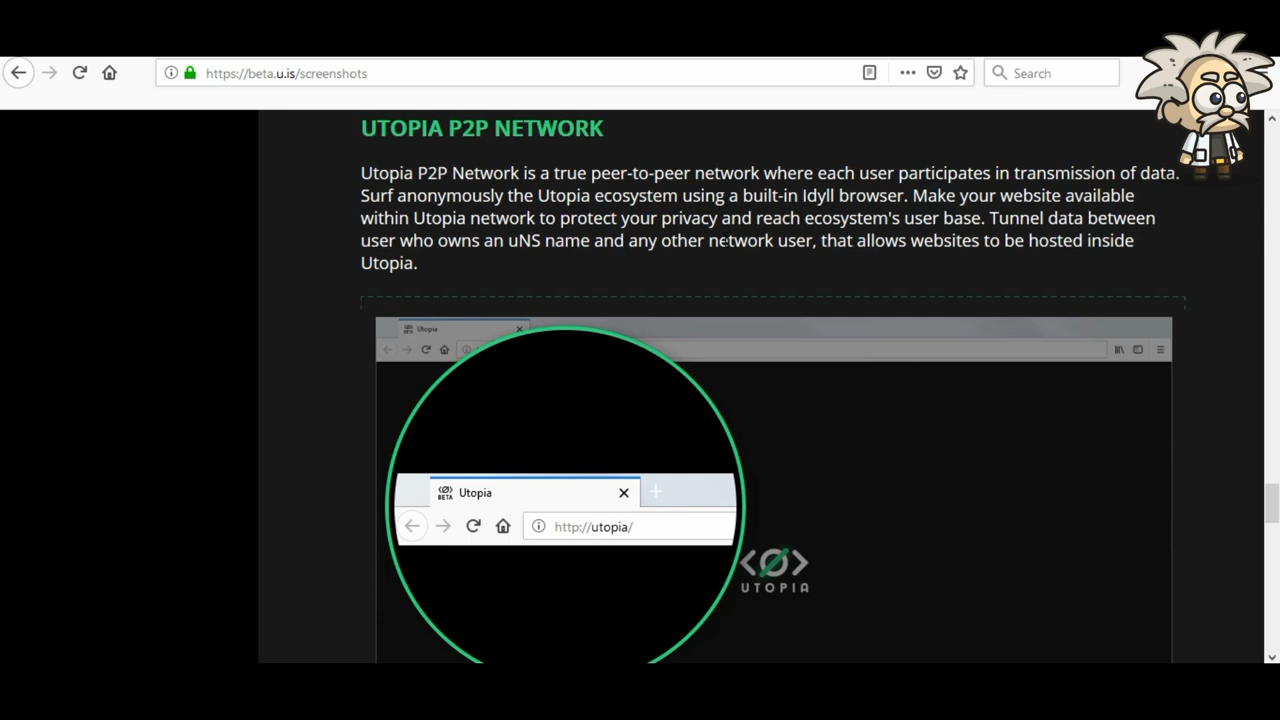 https://beta.u.is/screenshots
Search
UTOPIA P2P NETWORK
Utopia P2P Network is a true peer-to-peer network where each user participates in transmission of data.
Surf anonymously the Utopia ecosystem using a built-in Idyll browser. Make your website available
within Utopia network to protect your privacy and reach ecosystem's user base. Tunnel data between
user who owns an uNS name and any other network user, that allows websites to be hosted inside
Utopia.
Utopia
BETA
Utopia
http://utopia/
UTOPIA